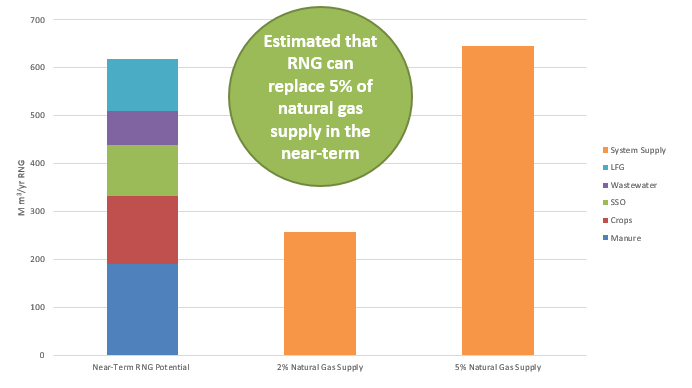 700
600
500
400
300
200
100
0
M m³/yr RNG
Estimated that
RNG can
replace 5% of
natural gas
supply in the
near-term
System Supply
LFG
Wastewater
SSO
Crops
Manure
Near-Term RNG Potential
2% Natural Gas Supply
5% Natural Gas Supply